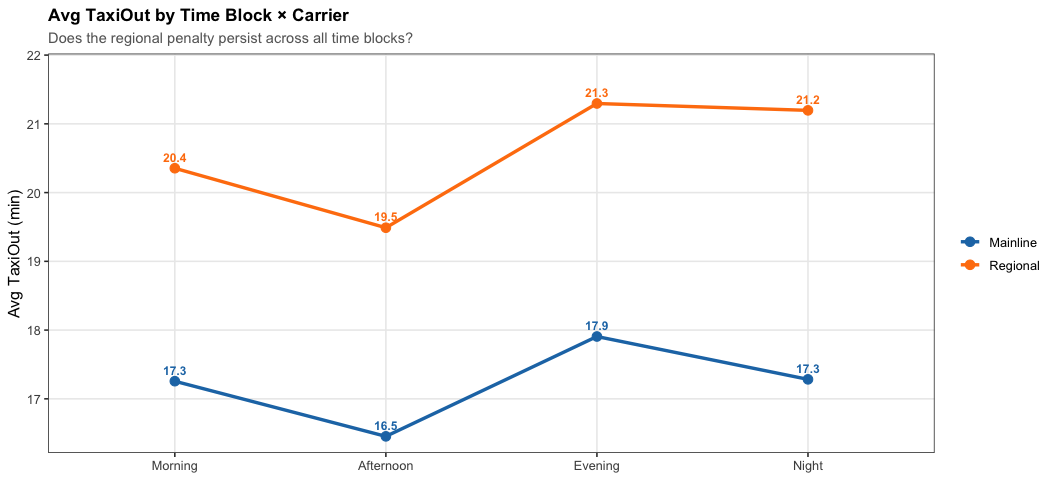 Avg TaxiOut by Time Block × Carrier
Does the regional penalty persist across all time blocks?
Avg TaxiOut (min)
22
21
20
19
18
17
20.4
19.5
21.3
21.2
17.3
16.5
17.9
17.3
Morning
Afternoon
Evening
Night
Mainline
Regional